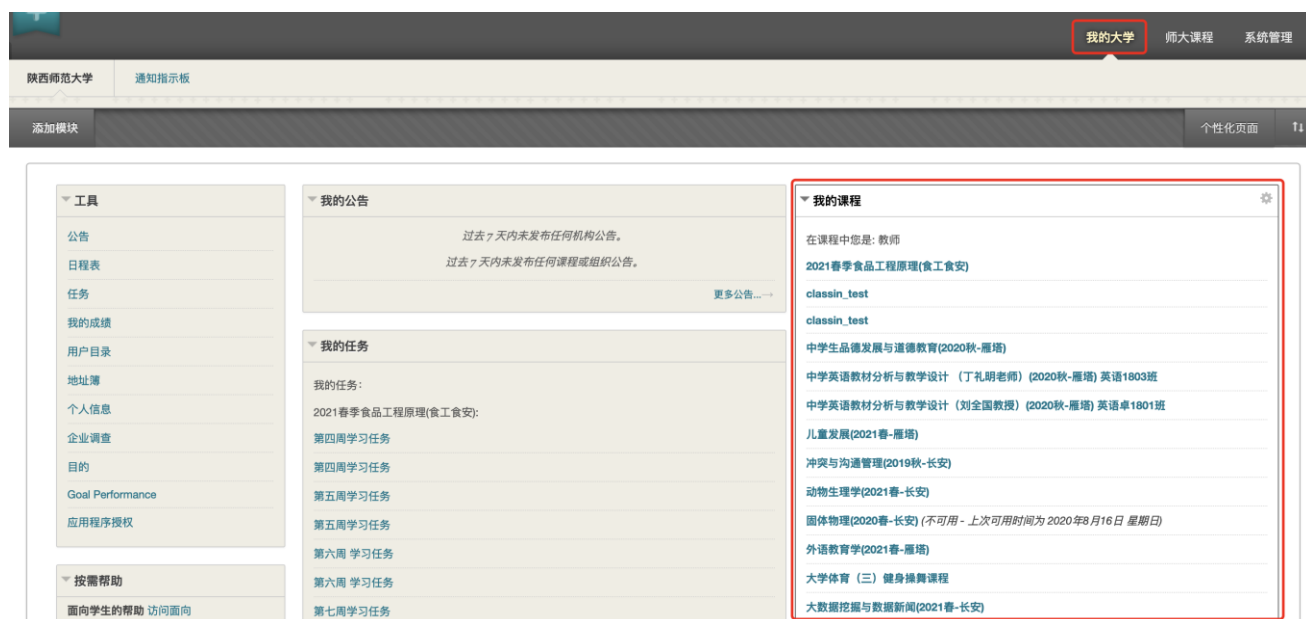 我的大学
师大课程
系统管理
陕西师范大学
通知指示板
添加模块
个性化页面
工具
公告
日程表
任务
我的成绩
用户目录
地址簿
个人信息
企业调查
目的
Goal Performance
应用程序授权
按需帮助
面向学生的帮助 访问面向
我的公告
过去 7 天内未发布任何机构公告。
过去 7 天内未发布任何课程或组织公告。
更多公告...→
我的任务
我的任务:
2021春季食品工程原理(食工食安):
第四周学习任务
第四周学习任务
第五周学习任务
第五周学习任务
第六周 学习任务
第六周 学习任务
第七周学习任务
我的课程
在课程中您是: 教师
2021春季食品工程原理(食工食安)
classin_test
classin_test
中学生品德发展与道德教育(2020秋-雁塔)
中学英语教材分析与教学设计 （丁礼明老师）(2020秋-雁塔) 英语1803班
中学英语教材分析与教学设计（刘全国教授）(2020秋-雁塔) 英语卓1801班
儿童发展(2021春-雁塔)
冲突与沟通管理(2019秋-长安)
动物生理学(2021春-长安)
固体物理(2020春-长安) (不可用 - 上次可用时间为 2020年8月16日 星期日)
外语教育学(2021春-雁塔)
大学体育（三）健身操舞课程
大数据挖掘与数据新闻(2021春-长安)